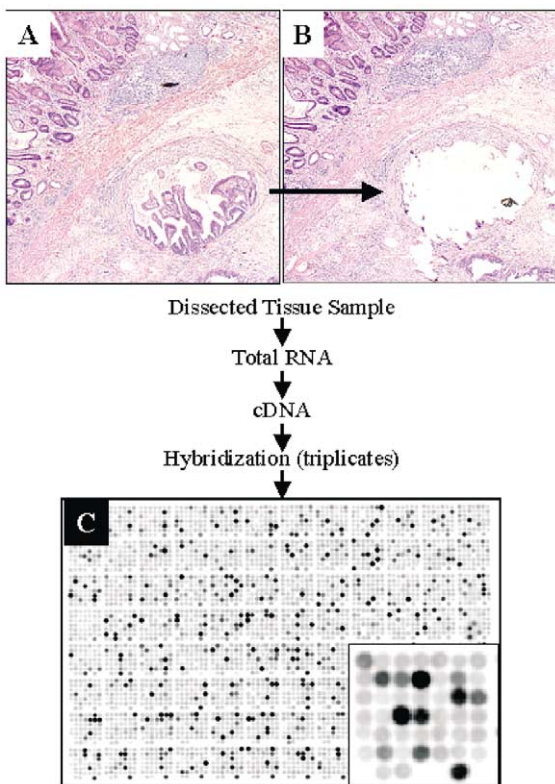 A B
Dissected Tissue Sample
Total RNA
cDNA
Hybridization (triplicates)
C